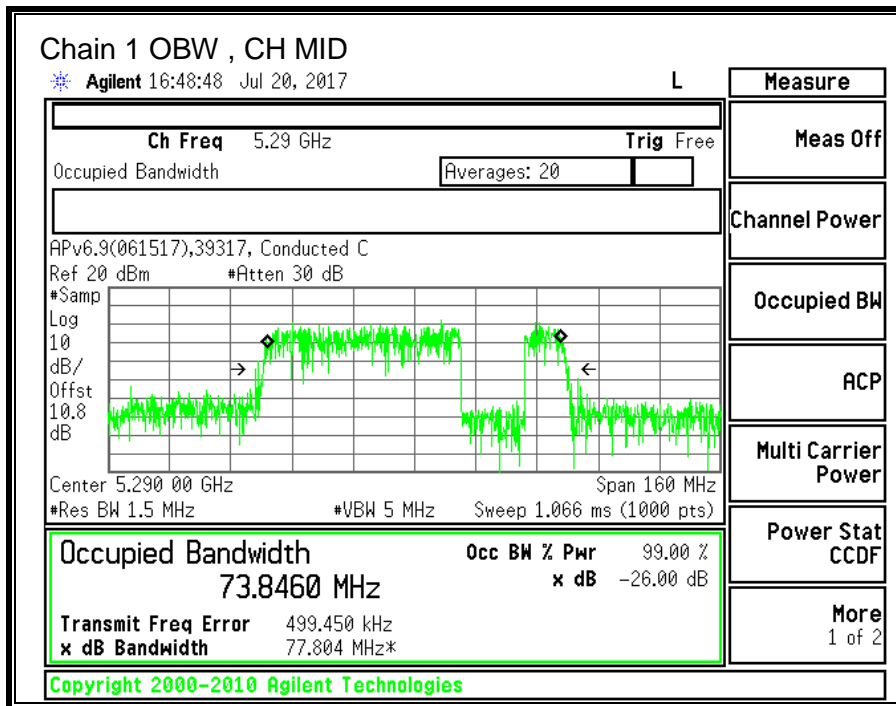 Chain 1 OBW , CH MID
Agilent 16:48:48 Jul 20, 2017 L
Measure
Ch Freq 5.29 GHz Trig Free
Occupied Bandwidth Averages: 20
APv6.9(061517),39317, Conducted C
Ref 20 dBm #Atten 30 dB
#Samp
Log
10
dB/
Offst
10.8
dB
Center 5.290 00 GHz Span 160 MHz
#Res BW 1.5 MHz #VBW 5 MHz Sweep 1.066 ms (1000 pts)
Occupied Bandwidth Occ BW % Pwr 99.00 %
73.8460 MHz x dB -26.00 dB
Transmit Freq Error 499.450 kHz
x dB Bandwidth 77.804 MHz*
Meas Off
Channel Power
Occupied BW
ACP
Multi Carrier
Power
Power Stat
CCDF
More
1 of 2
Copyright 2000-2010 Agilent Technologies